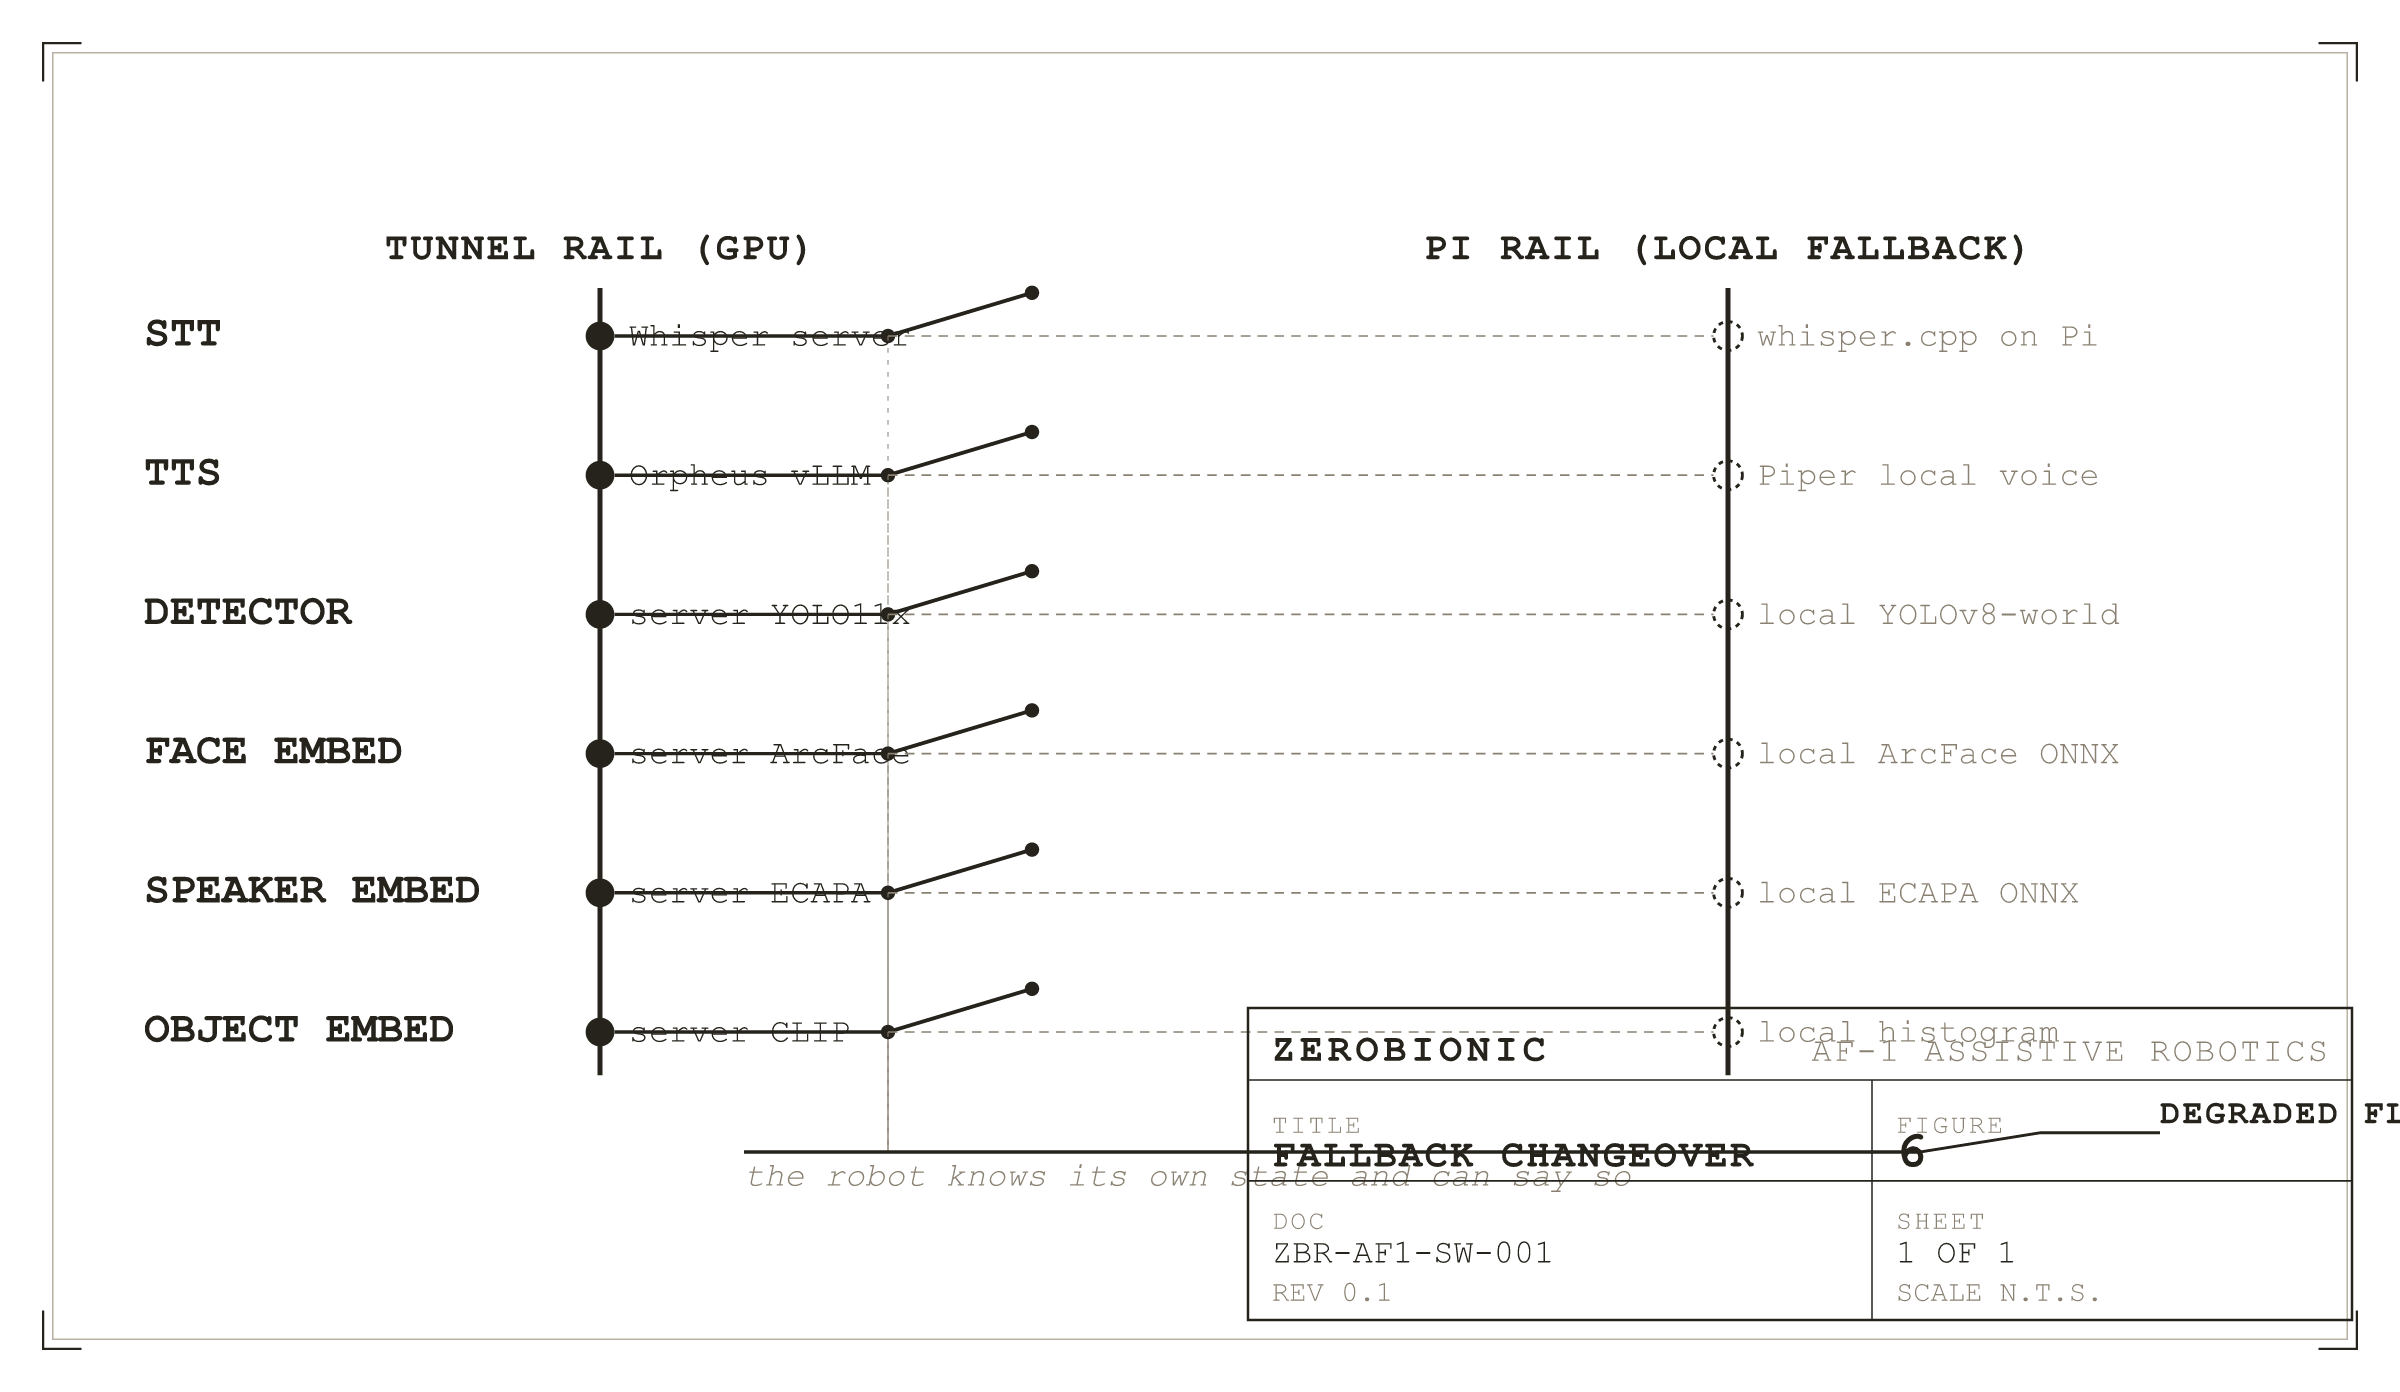 TUNNEL RAIL (GPU)
PI RAIL (LOCAL FALLBACK)
STT
Whisper server
whisper.cpp on Pi
TTS
Orpheus vLLM
Piper local voice
DETECTOR
server YOLO11x
local YOLOv8-world
FACE EMBED
server ArcFace
local ArcFace ONNX
SPEAKER EMBED
server ECAPA
local ECAPA ONNX
OBJECT EMBED
server CLIP
local histogram
ZEROBIONIC
AF-1 ASSISTIVE ROBOTICS
TITLE
FALLBACK CHANGEOVER
FIGURE
6
DEGRADED
the robot knows its own state and can say so
DOC
ZBR-AF1-SW-001
REV 0.1
SHEET
1 OF 1
SCALE N.T.S.